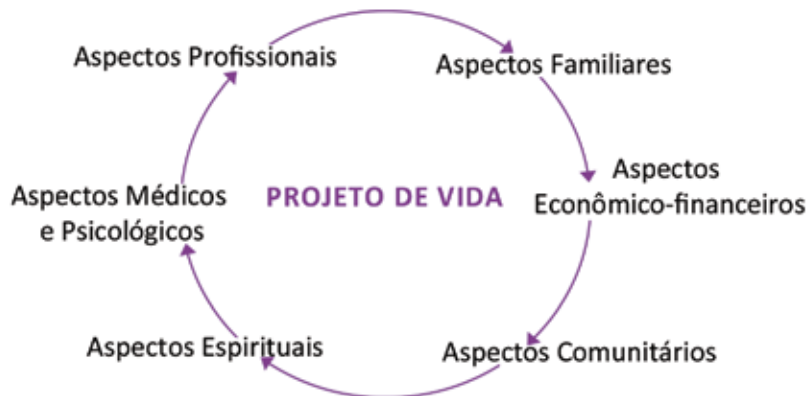 Aspectos Profissionais
Aspectos Familiares
Aspectos
Econômico-financeiros
Aspectos Comunitários
Aspectos Espirituais
Aspectos Médicos
e Psicológicos
PROJETO DE VIDA